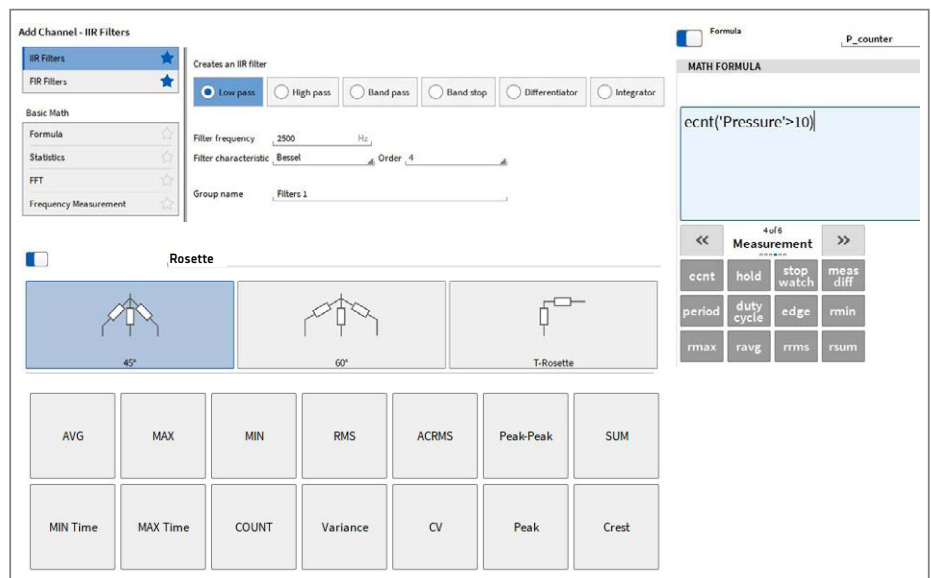 Add Channel - IIR Filters
IIR Filters
FIR Filters
Basic Math
Formula
Statistics
FFT
Frequency Measurement
Creates an IIR filter
Low pass
High pass
Band pass
Band stop
Differentiator
Integrator
Filter frequency 2500 Hz
Filter characteristic Bessel Order 4
Group name Filters 1
Formula
P_counter
MATH FORMULA
ecnt('Pressure'>10)
« 4 of 6 »
Measurement
ecnt hold stop watch meas diff
period duty cycle edge rmin
rmax ravg rrms rsum
Rosette
45° 60° T-Rosette
AVG MAX MIN RMS ACRMS Peak-Peak SUM
MIN Time MAX Time COUNT Variance CV Peak Crest